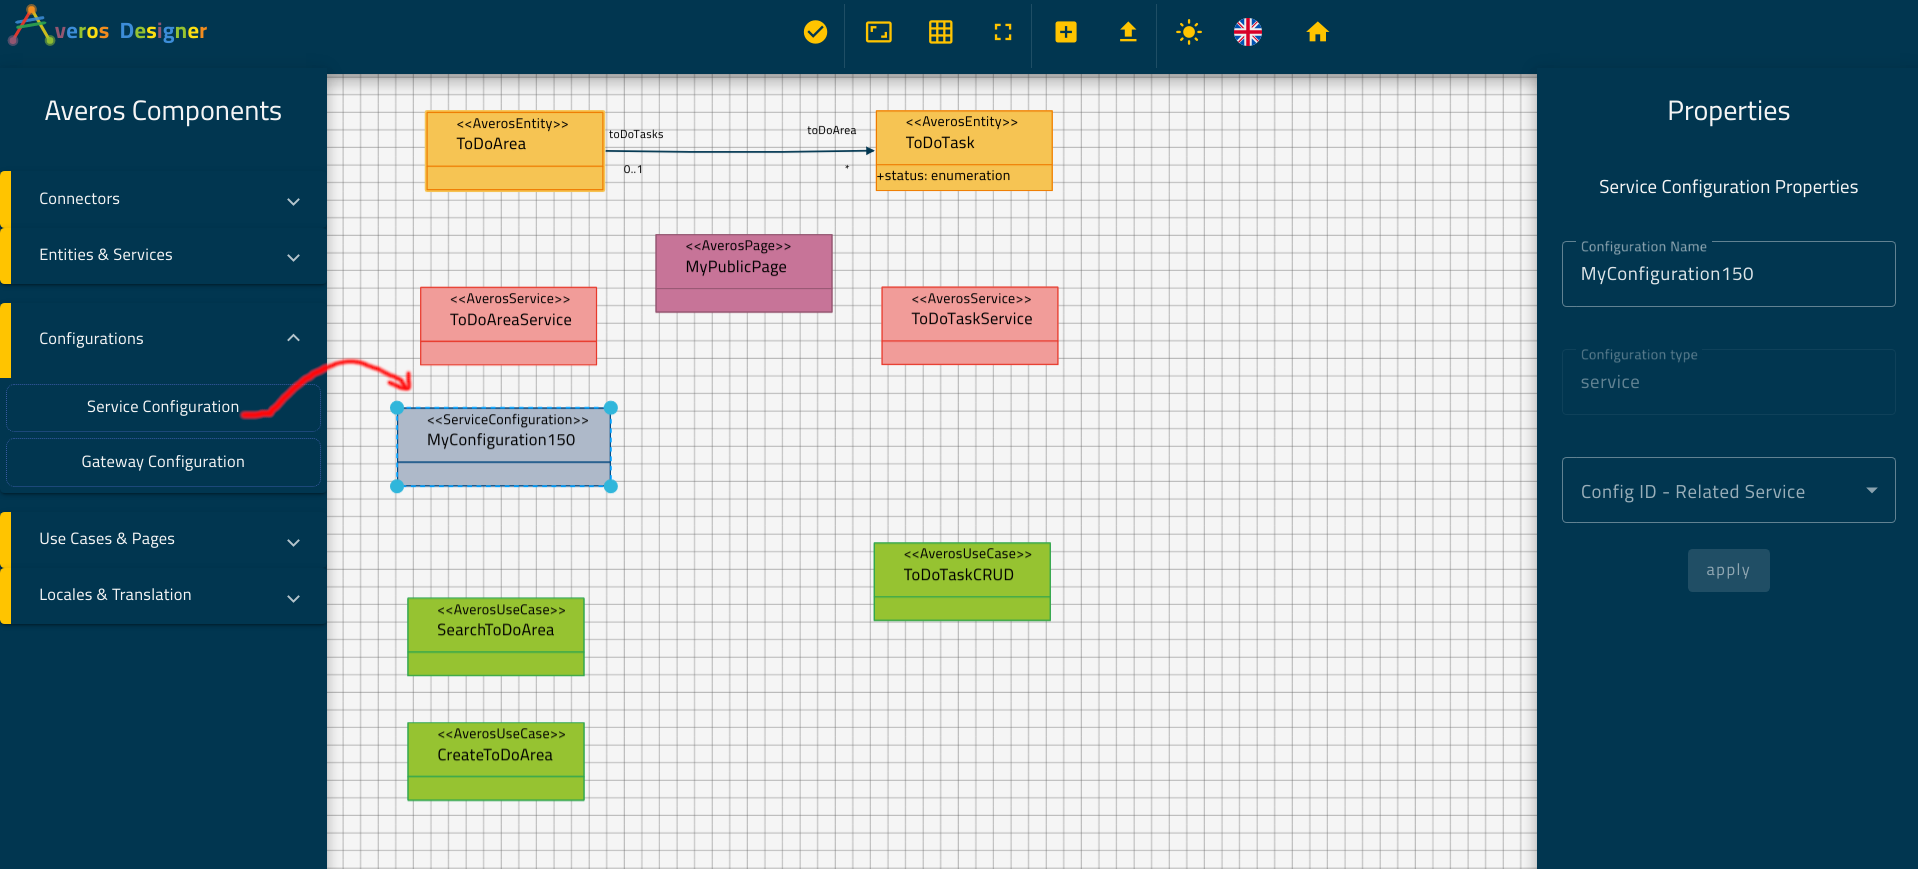 Averos Designer
Averos Components
Connectors
Entities & Services
Configurations
Service Configuration
Gateway Configuration
Use Cases & Pages
Locales & Translation
<<AverosEntity>>
ToDoArea
toDoTasks
0..1
toDoArea
*
<<AverosEntity>>
ToDoTask
+status: enumeration
<<AverosPage>>
MyPublicPage
<<AverosService>>
ToDoAreaService
<<AverosService>>
ToDoTaskService
<<ServiceConfiguration>>
MyConfiguration150
<<AverosUseCase>>
ToDoTaskCRUD
<<AverosUseCase>>
SearchToDoArea
<<AverosUseCase>>
CreateToDoArea
Properties
Service Configuration Properties
Configuration Name
MyConfiguration150
Configuration type
service
Config ID - Related Service
apply